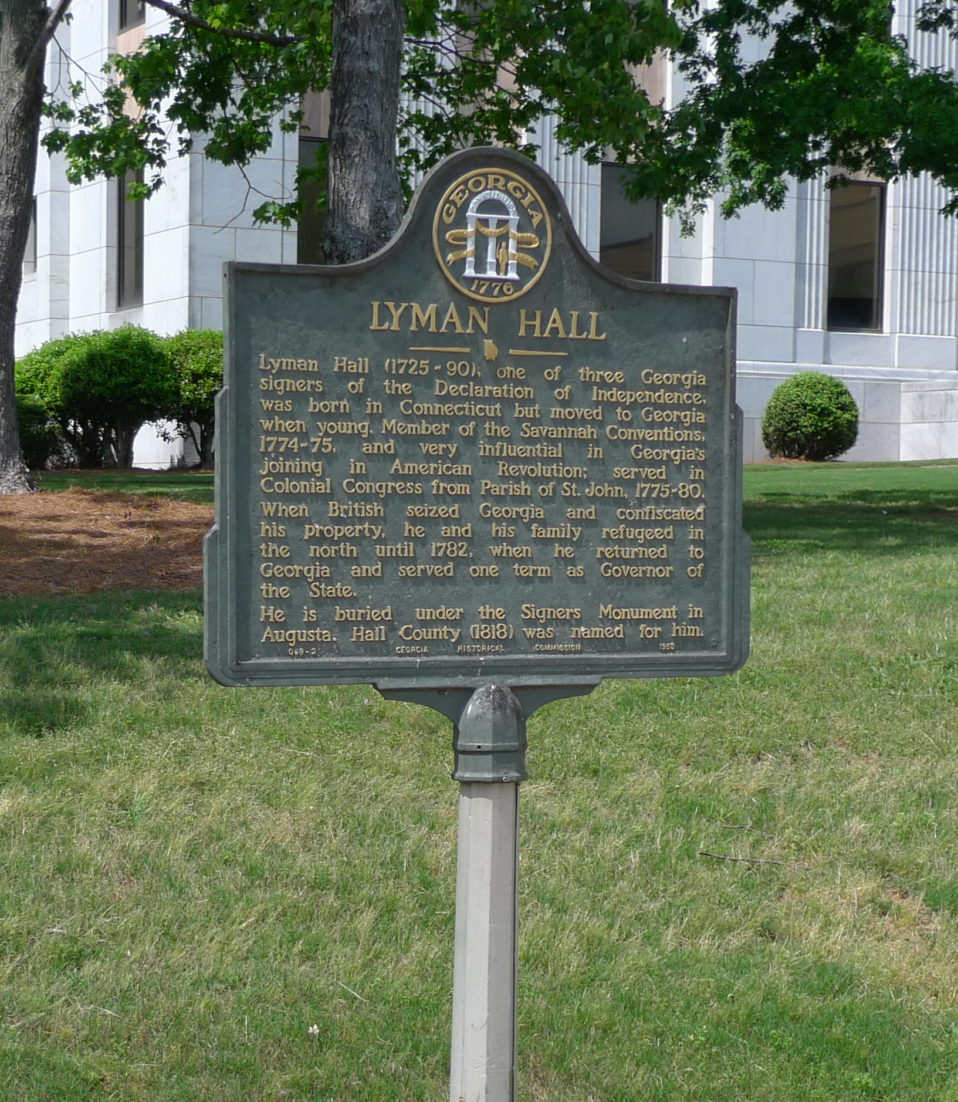 GEORGIA
1776
LYMAN HALL
Lyman Hall (1725-90), one of three Georgia
signers of the Declaration of Independence,
was born in Connecticut but moved to Georgia
when young. Member of the Savannah Conventions,
1774-75, and very influential in Georgia's
joining in American Revolution; served in
Colonial Congress from Parish of St. John, 1775-80.
When British seized Georgia and confiscated
his property, he and his family refugeed in
the north until 1782, when he returned to
Georgia and served one term as Governor of
the State.
He is buried under the Signers Monument in
Augusta. Hall County (1818) was named for him.
069-2 GEORGIA HISTORICAL COMMISSION 1953